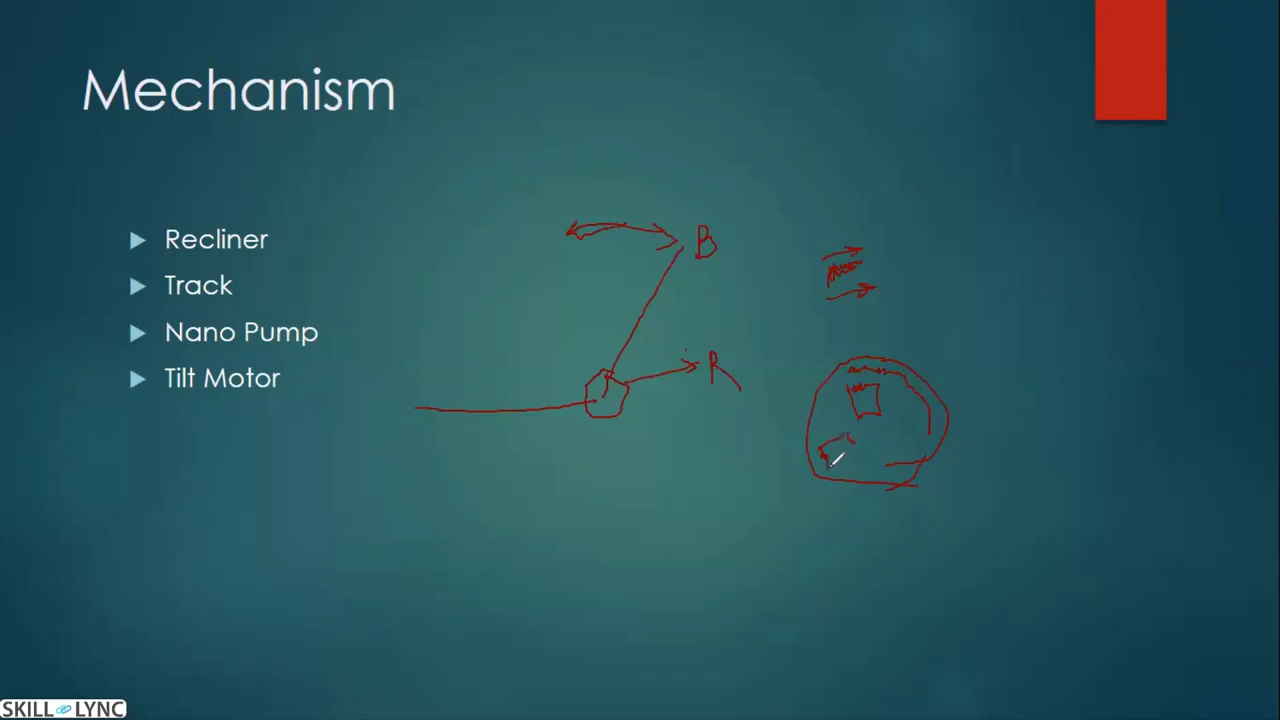 Mechanism
Recliner
Track
Nano Pump
Tilt Motor
B
R
SKILL LYNC